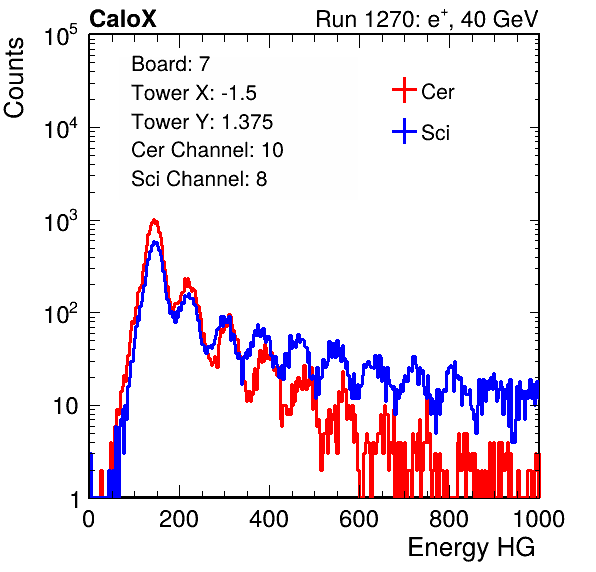 CaloX Run 1270: e⁺, 40 GeV
Counts
10⁵
10⁴
10³
10²
10
1
Board: 7
Tower X: -1.5
Tower Y: 1.375
Cer Channel: 10
Sci Channel: 8
Cer
Sci
0 200 400 600 800 1000
Energy HG